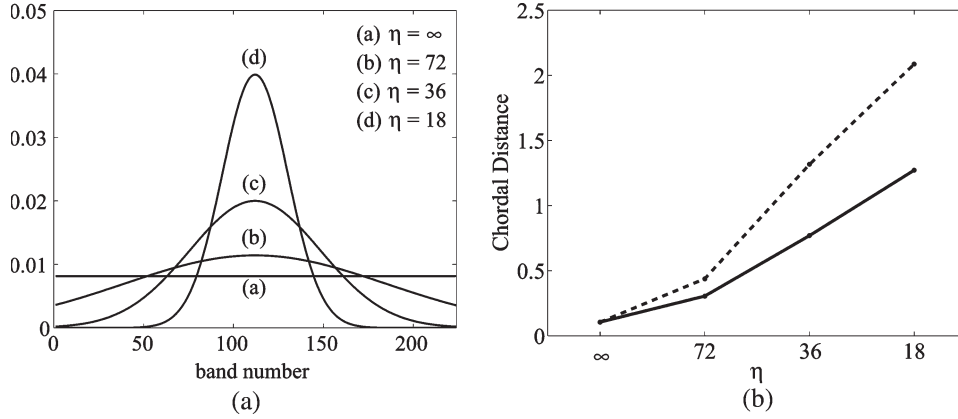 0.05
0.04
0.03
0.02
0.01
0
0
50
100
150
200
band number
(a) η = ∞
(b) η = 72
(c) η = 36
(d) η = 18
(d)
(c)
(b)
(a)
(a)
2.5
2
1.5
1
0.5
0
Chordal Distance
∞
72
36
18
η
(b)